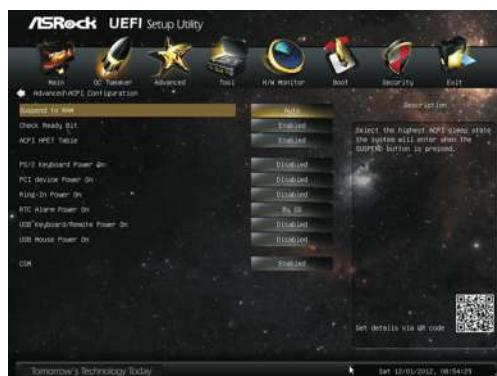 ASRock UEFI Setup Utility
Main OC Tweaker Advanced Tool H/W Monitor Boot Security Exit
Advanced\ACPI Configuration
Description
Suspend to RAM Auto
Check Ready Bit Enabled
ACPI HPET Table Enabled
Select the highest ACPI sleep state
the system will enter when the
SUSPEND button is pressed.
PS/2 Keyboard Power On Disabled
PCI device Power On Disabled
Ring-In Power On Disabled
RTC Alarm Power On By OS
USB Keyboard/Remote Power On Disabled
USB Mouse Power On Disabled
CSM Enabled
Get details via QR code
Tomorrow's Technology Today
Sat 12/01/2012, 08:54:29